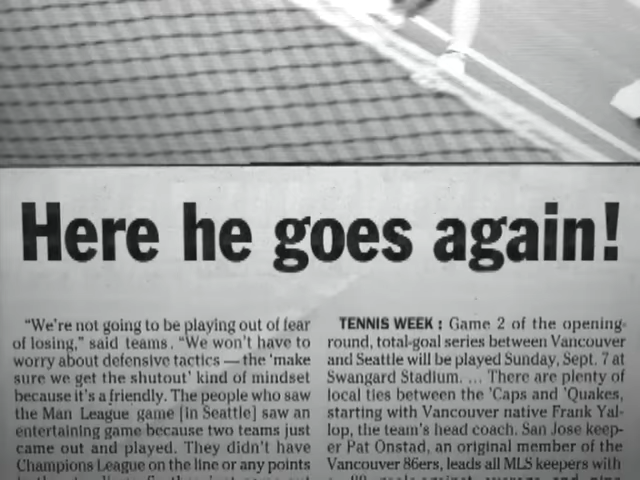 Here he goes again!
"We're not going to be playing out of fear
of losing," said teams. "We won't have to
worry about defensive tactics — the 'make
sure we get the shutout' kind of mindset
because it's a friendly. The people who saw
the Man League game [in Seattle] saw an
entertaining game because two teams just
came out and played. They didn't have
Champions League on the line or any points
TENNIS WEEK : Game 2 of the opening-
round, total-goal series between Vancouver
and Seattle will be played Sunday, Sept. 7 at
Swangard Stadium. ... There are plenty of
local ties between the 'Caps and 'Quakes,
starting with Vancouver native Frank Yal-
lop, the team's head coach. San Jose keep-
er Pat Onstad, an original member of the
Vancouver 86ers, leads all MLS keepers with